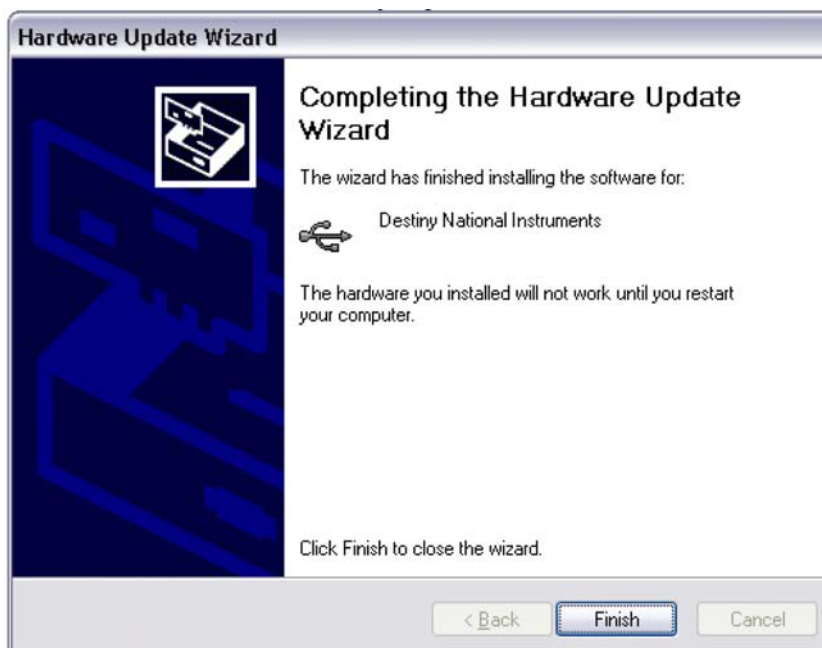 Hardware Update Wizard
Completing the Hardware Update
Wizard
The wizard has finished installing the software for:
Destiny National Instruments
The hardware you installed will not work until you restart
your computer.
Click Finish to close the wizard.
< Back
Finish
Cancel